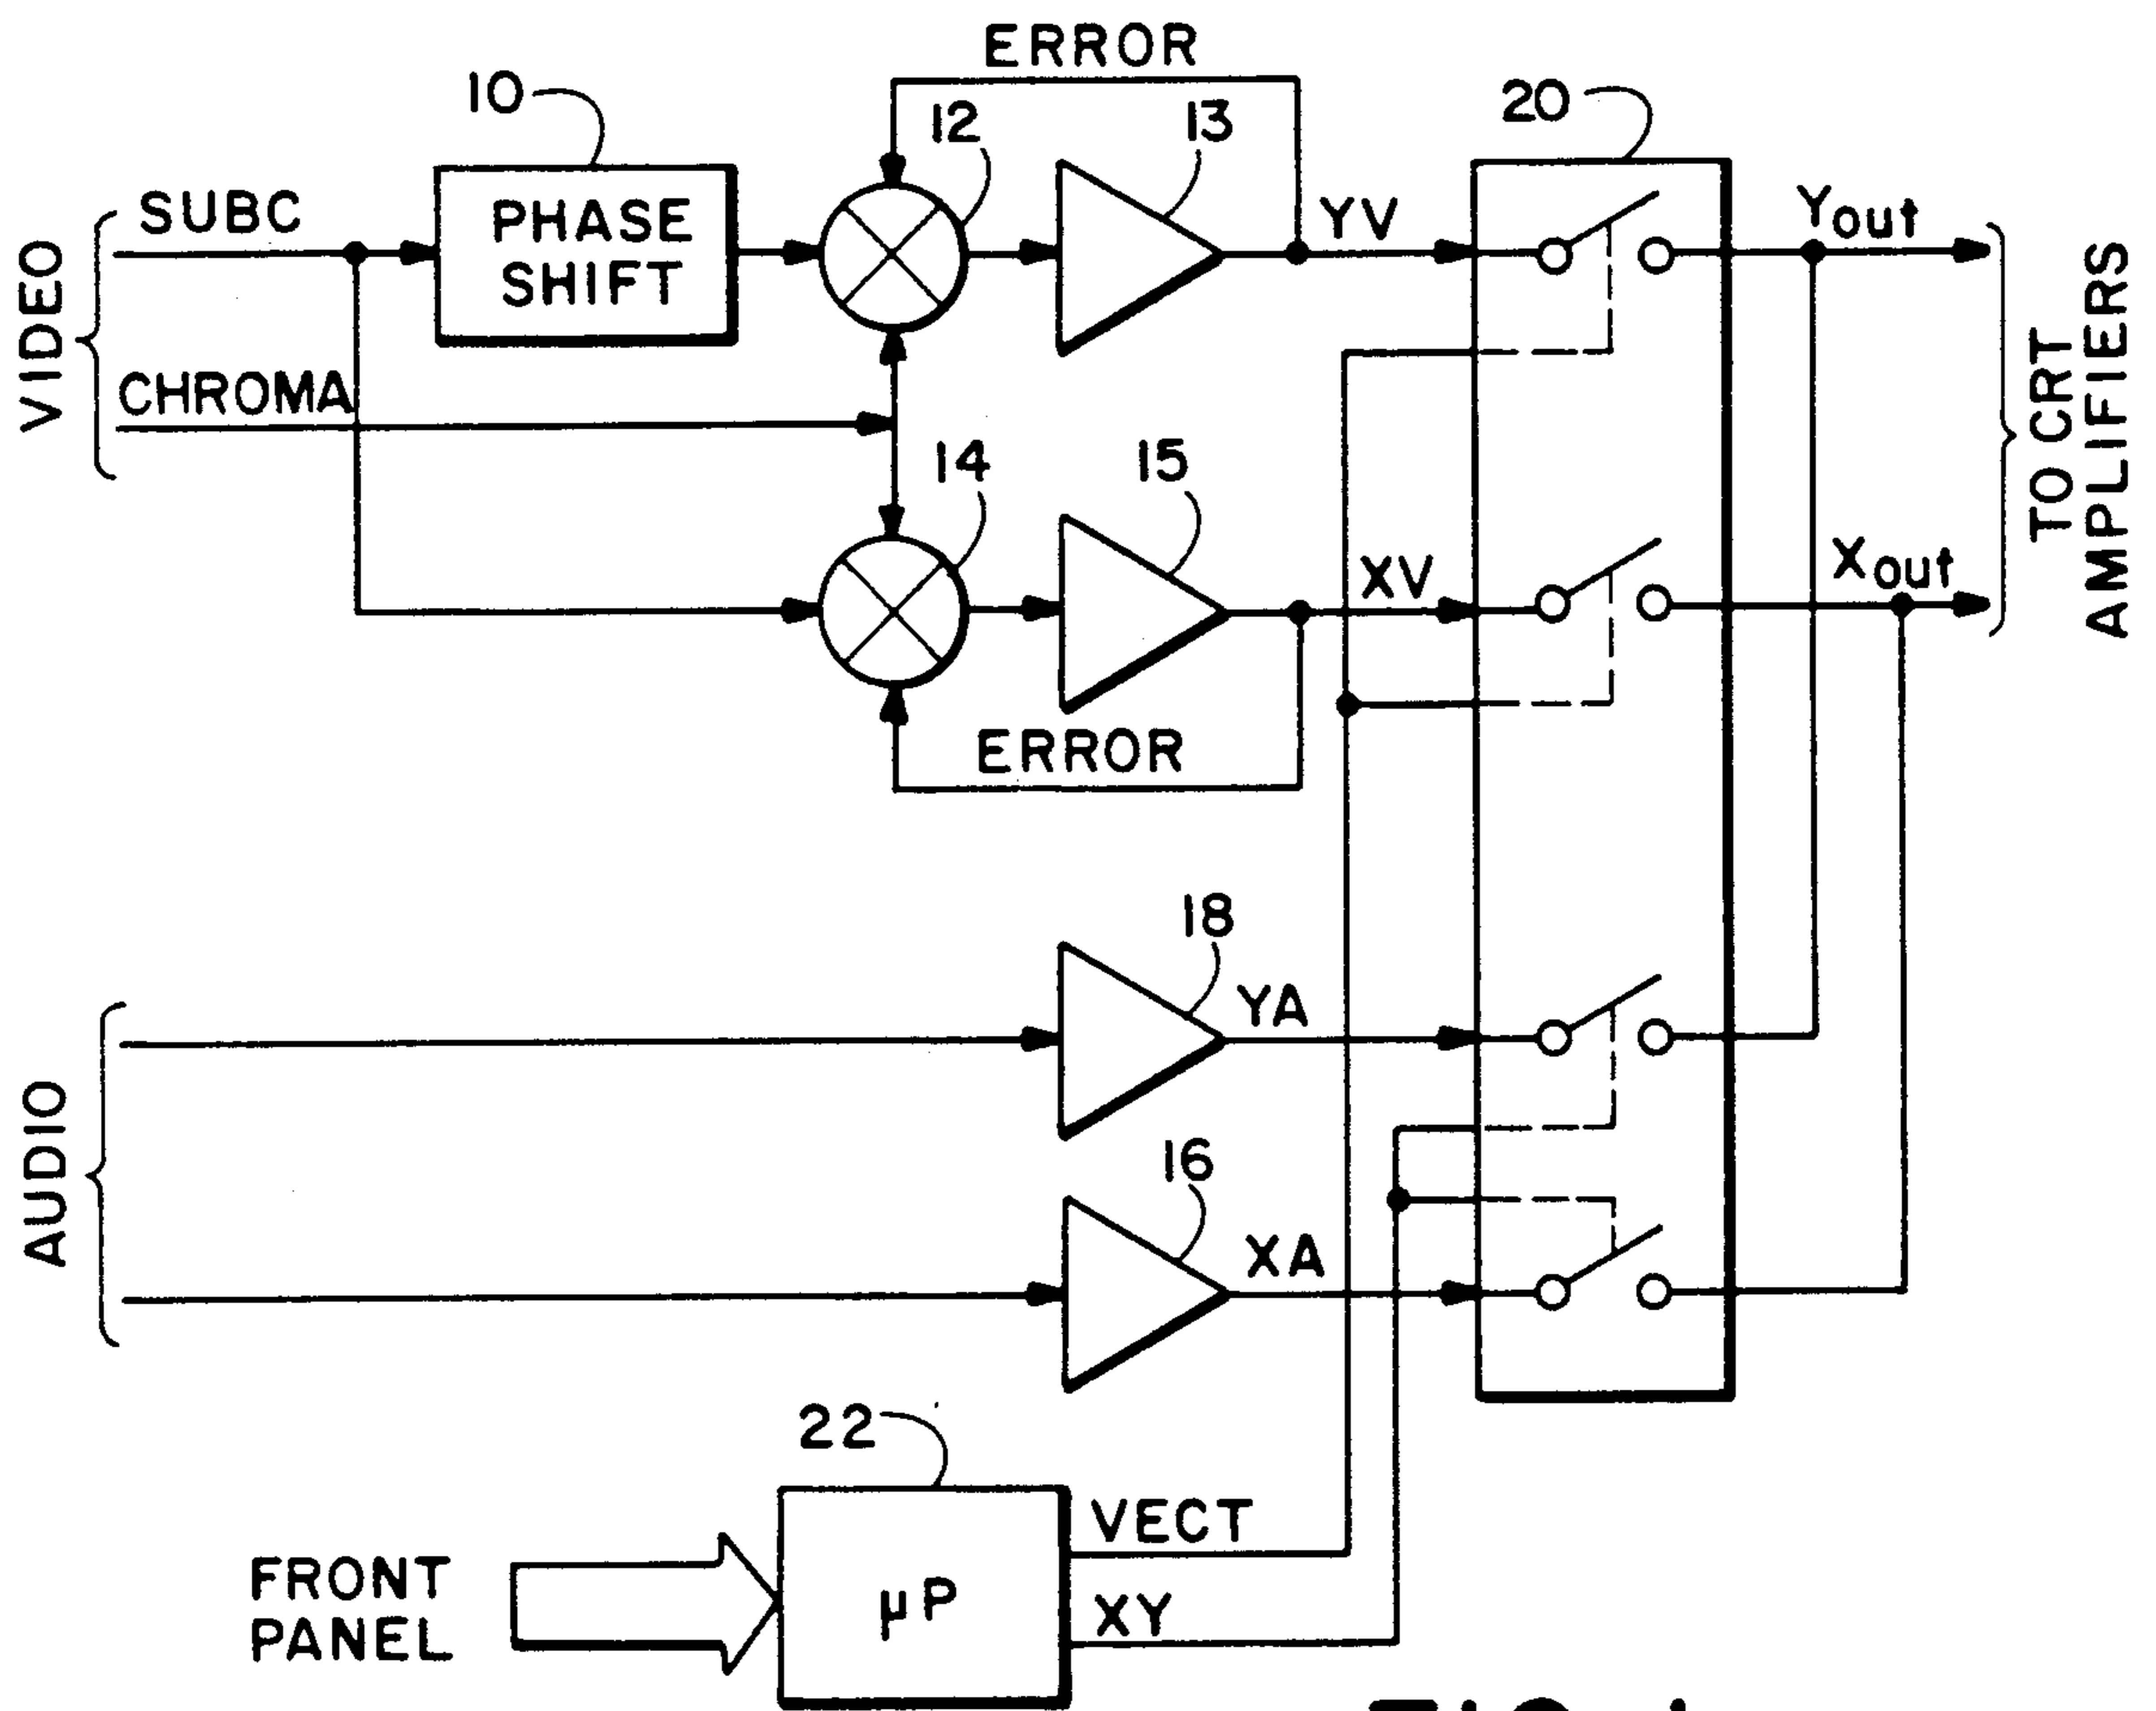 ERROR
10
12
13
20
VIDEO
SUBC
PHASE
SHIFT
YV
Yout
CHROMA
14
15
XV
Xout
TO CRT
AMPLIFIERS
ERROR
18
YA
AUDIO
16
XA
22
VECT
FRONT
PANEL
µP
XY